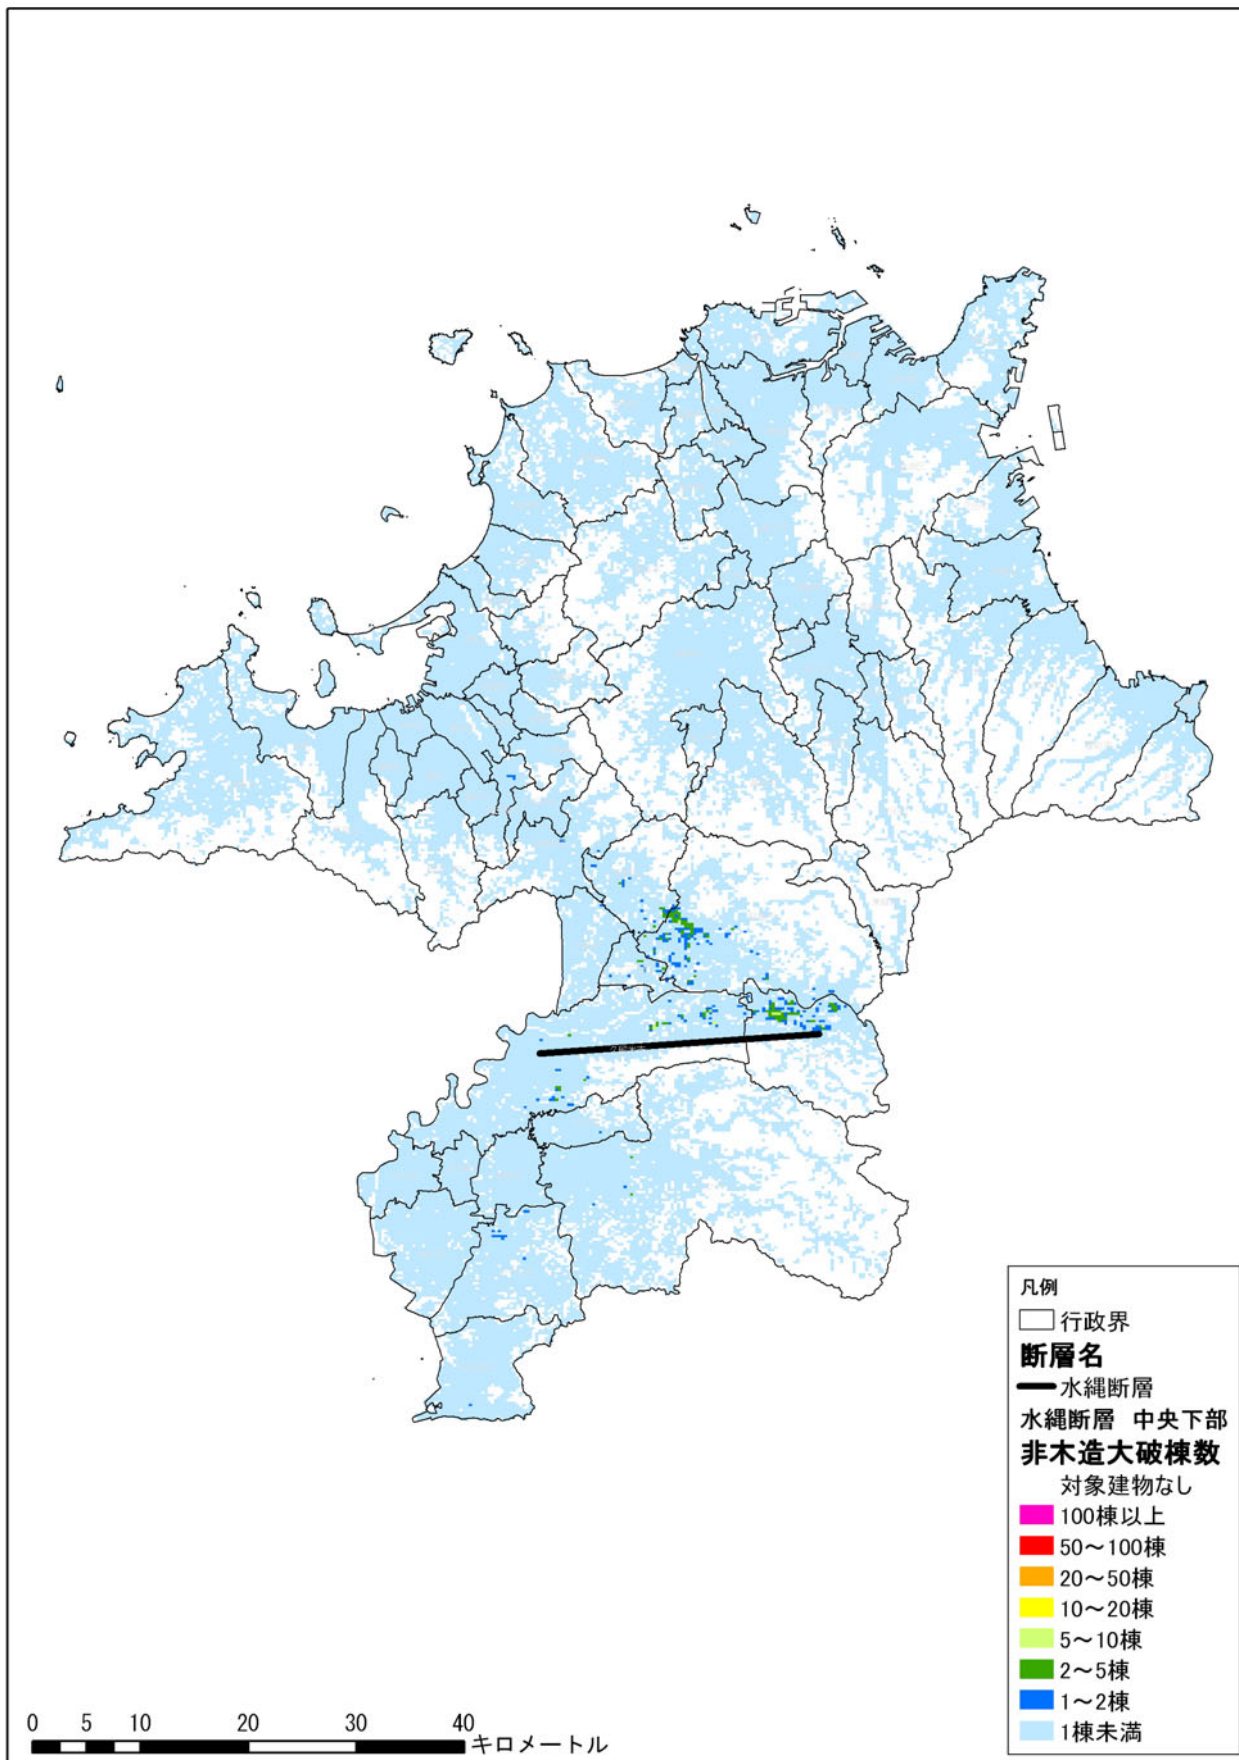 凡例
行政界
断層名
水縄断層
水縄断層 中央下部
非木造大破棟数
対象建物なし
100棟以上
50~100棟
20~50棟
10~20棟
5~10棟
2~5棟
1~2棟
1棟未満
0 5 10 20 30 40
キロメートル